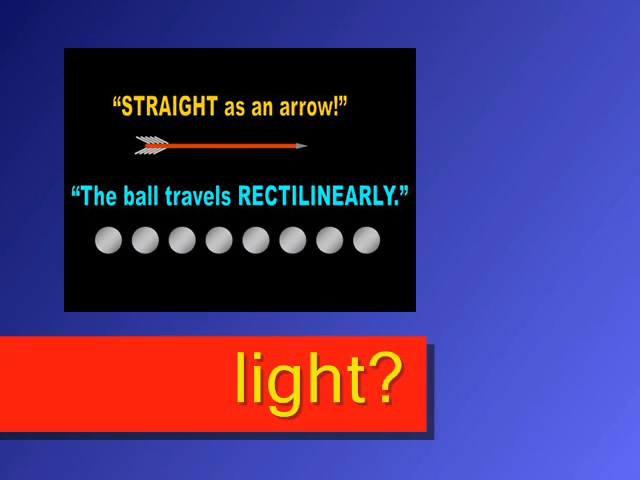 “STRAIGHT as an arrow!”
“The ball travels RECTILINEARLY.”
light?